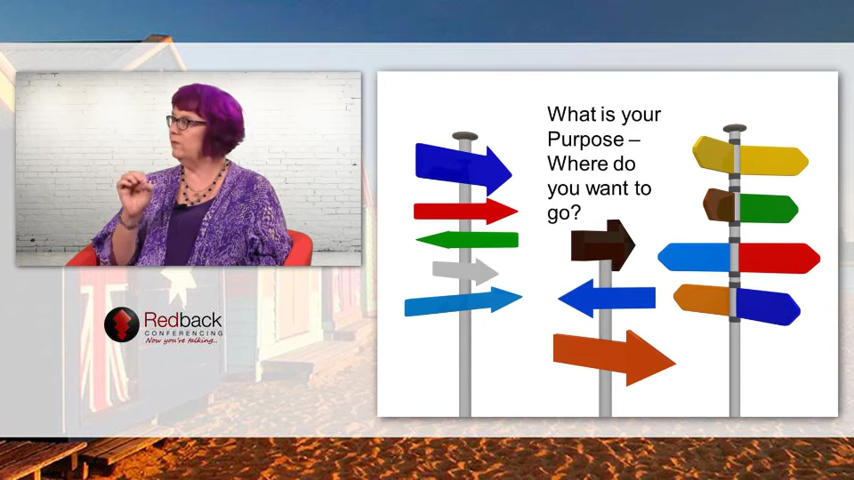 What is your
Purpose –
Where do
you want to
go?
Redback
CONFERENCING
Now you're talking..